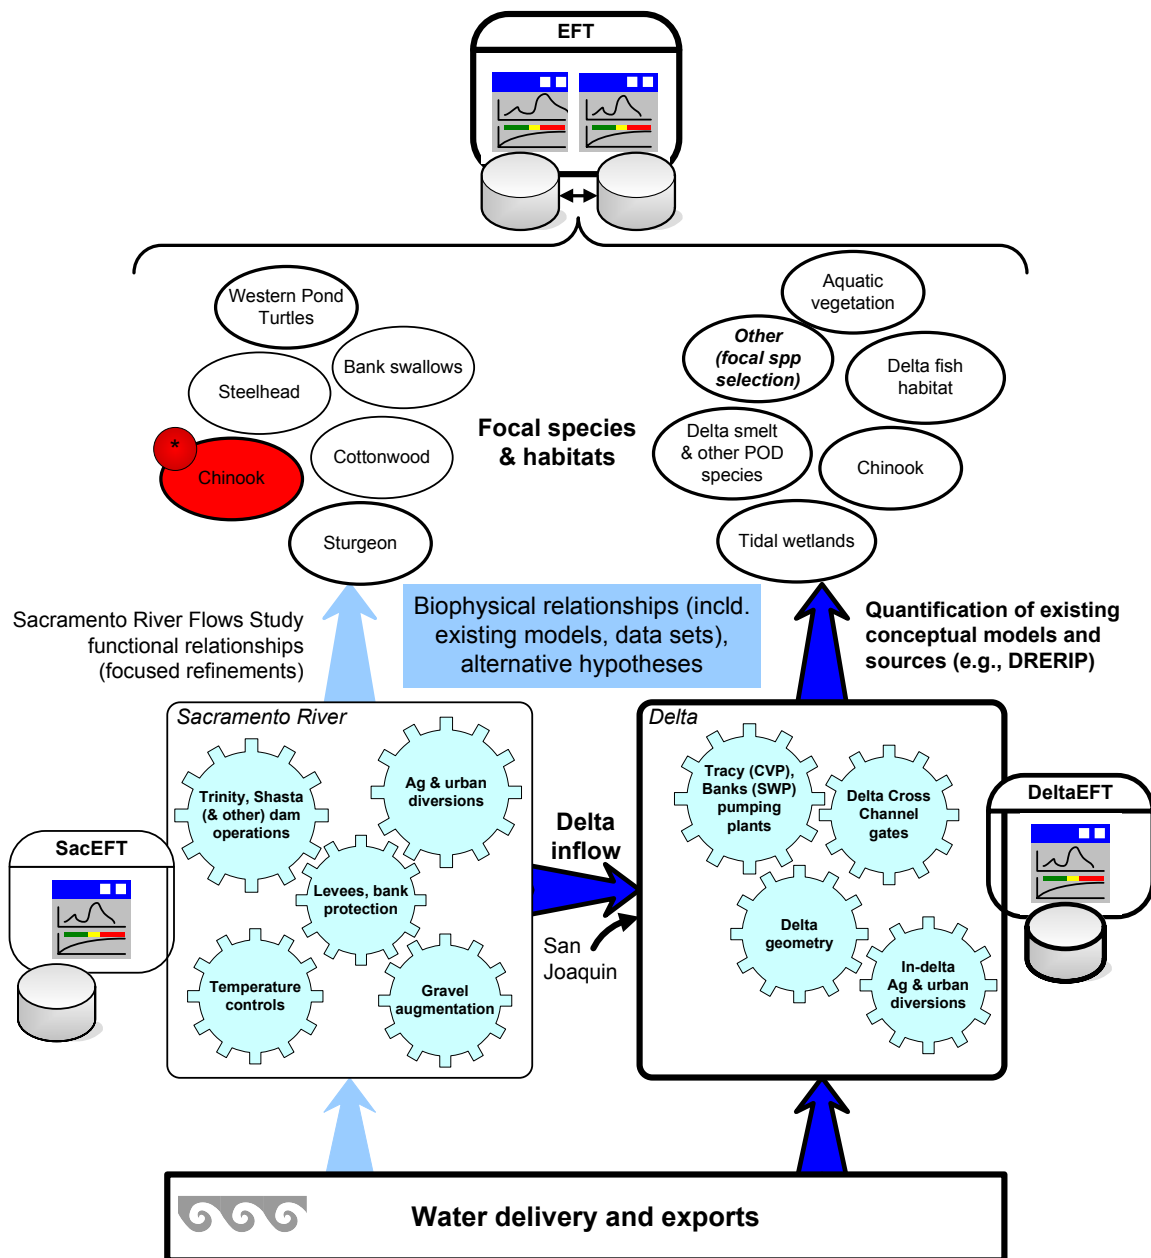 EFT
Western Pond
Turtles
Bank swallows
Steelhead
*
Chinook
Cottonwood
Sturgeon
Focal species
& habitats
Aquatic
vegetation
Other
(focal spp
selection)
Delta fish
habitat
Delta smelt
& other POD
species
Chinook
Tidal wetlands
Sacramento River Flows Study
functional relationships
(focused refinements)
Biophysical relationships (incld.
existing models, data sets),
alternative hypotheses
Quantification of existing
conceptual models and
sources (e.g., DRERIP)
Sacramento River
Trinity, Shasta
(& other) dam
operations
Ag & urban
diversions
Levees, bank
protection
Temperature
controls
Gravel
augmentation
SacEFT
Delta
inflow
San
Joaquin
Delta
Tracy (CVP),
Banks (SWP)
pumping
plants
Delta Cross
Channel
gates
Delta
geometry
In-delta
Ag & urban
diversions
DeltaEFT
Water delivery and exports